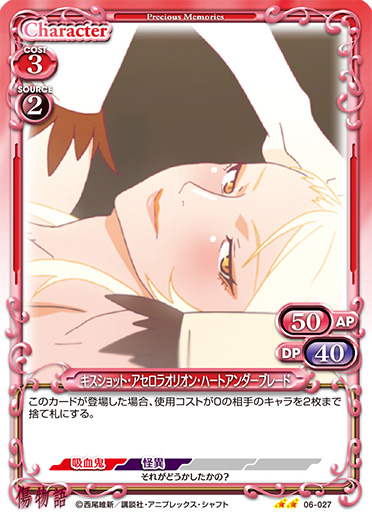 Precious Memories
Character
COST
3
SOURCE
2
50 AP
DP 40
キスショット・アセロラオリオン・ハートアンダーブレード
このカードが登場した場合、使用コストが0の相手のキャラを2枚まで
捨て札にする。
吸血鬼 怪異
それがどうかしたかの?
傷物語
©西尾維新/講談社・アニプレックス・シャフト
06-027